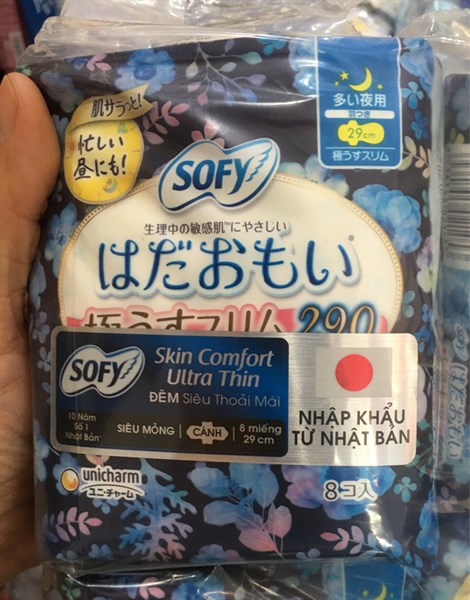 肌サラっと!
忙しい
昼にも!
多い夜用
羽つき
29cm
極うすスリム
SOFY
生理中の敏感肌にやさしい
はだおもい®
極うすスリム 290
SOFY
Skin Comfort
Ultra Thin
ĐÊM Siêu Thoải Mái
10 Năm
Số 1
Nhật Bản*
SIÊU MỎNG
CÁNH
8 miếng
29 cm
NHẬP KHẨU
TỪ NHẬT BẢN
unicharm
ユニ・チャーム
8コ入